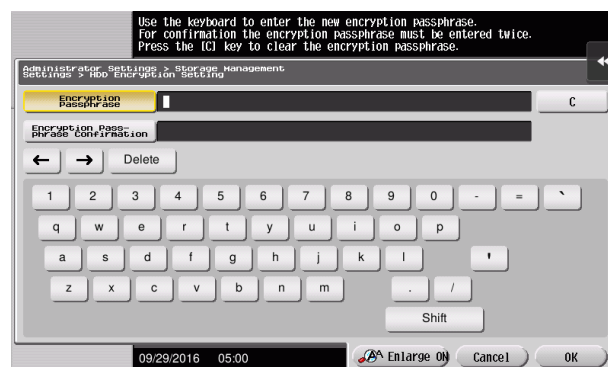 Use the keyboard to enter the new encryption passphrase.
For confirmation the encryption passphrase must be entered twice.
Press the [C] key to clear the encryption passphrase.
Administrator Settings > Storage Management
Settings > HDD Encryption Setting
Encryption
Passphrase
C
Encryption Pass-
phrase Confirmation
← → Delete
1 2 3 4 5 6 7 8 9 0 - = `
q w e r t y u i o p
a s d f g h j k l '
z x c v b n m . /
Shift
09/29/2016 05:00
Enlarge ON Cancel OK